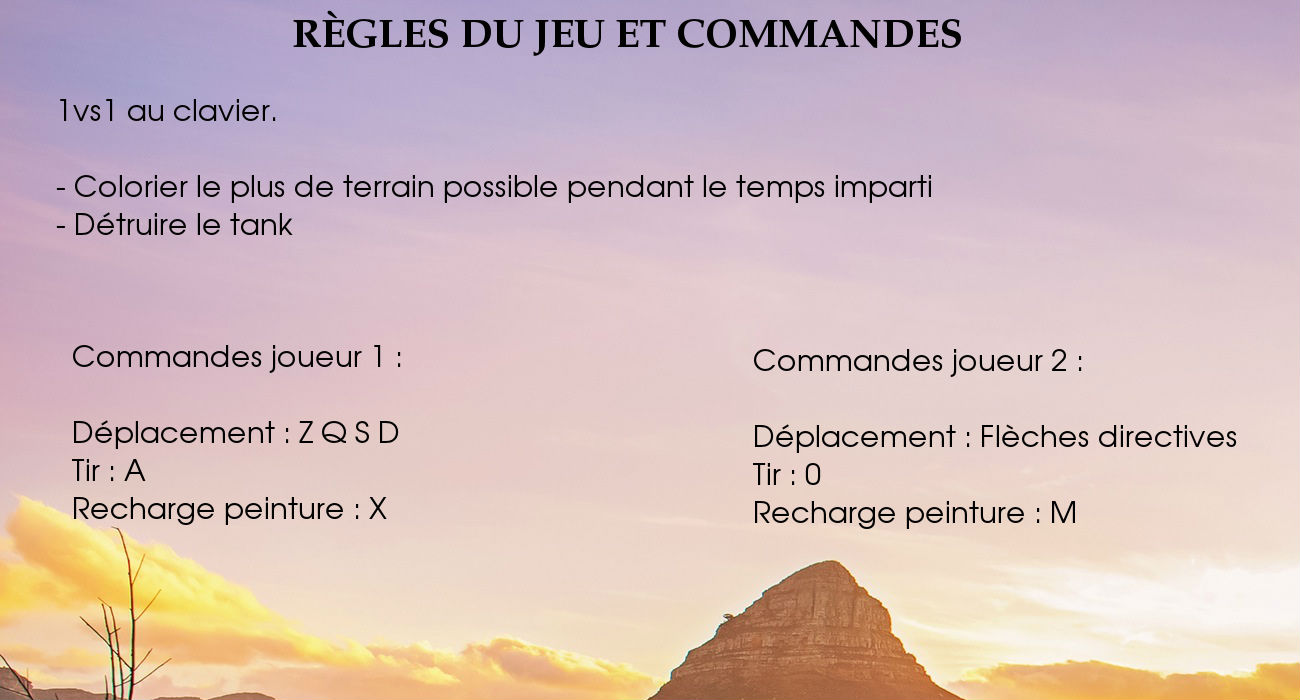 RÈGLES DU JEU ET COMMANDES
1vs1 au clavier.
- Colorier le plus de terrain possible pendant le temps imparti
- Détruire le tank
Commandes joueur 1 :
Déplacement : Z Q S D
Tir : A
Recharge peinture : X
Commandes joueur 2 :
Déplacement : Flèches directives
Tir : 0
Recharge peinture : M